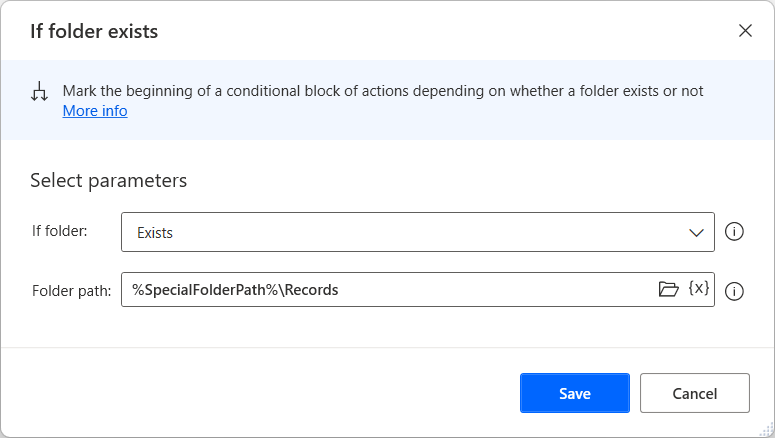 If folder exists
Mark the beginning of a conditional block of actions depending on whether a folder exists or not
More info
Select parameters
If folder: Exists
Folder path: %SpecialFolderPath%\Records {x}
Save Cancel